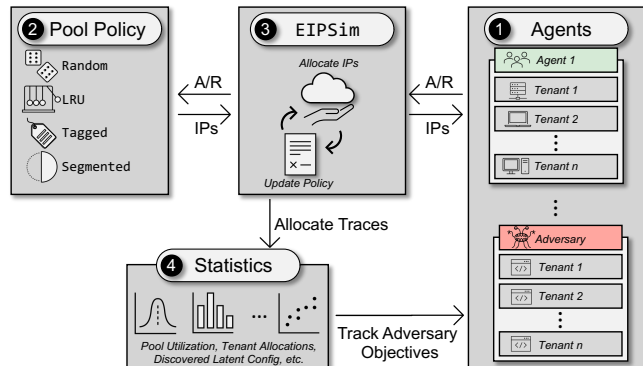 2 Pool Policy
Random
LRU
Tagged
Segmented
A/R
IPs
3 EIPSim
Allocate IPs
Update Policy
A/R
IPs
1 Agents
Agent 1
Tenant 1
Tenant 2
Tenant n
Adversary
Tenant 1
Tenant 2
Tenant n
Allocate Traces
4 Statistics
...
Pool Utilization, Tenant Allocations,
Discovered Latent Config, etc.
Track Adversary
Objectives